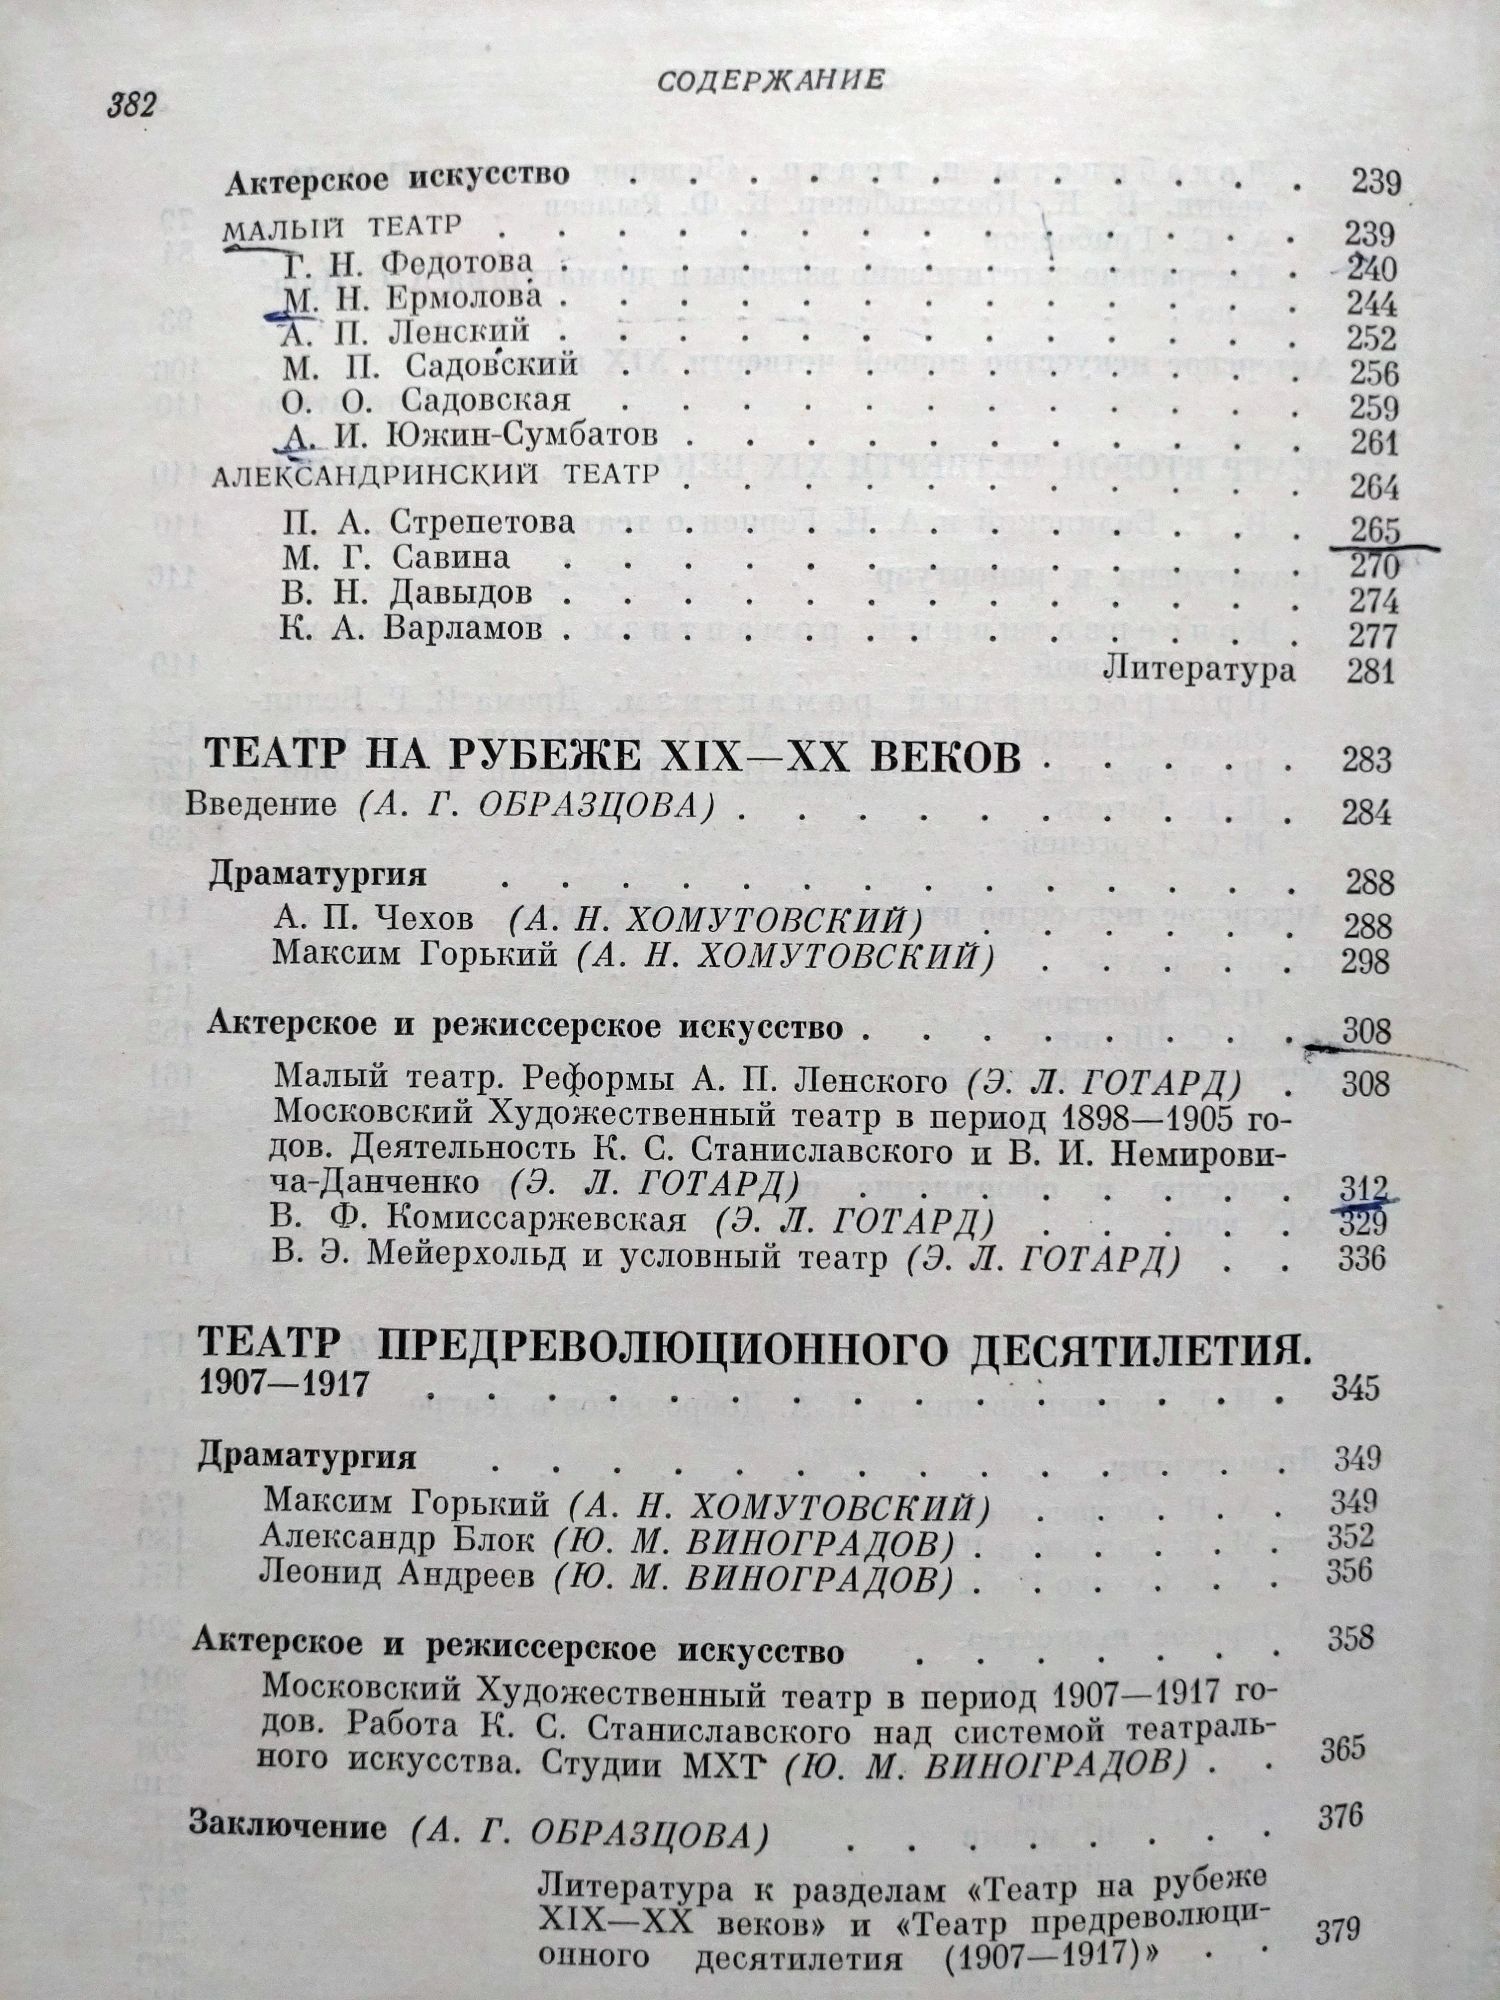 382
СОДЕРЖАНИЕ
Актерское искусство . . . . . . . . . . . . 239
МАЛЫЙ ТЕАТР . . . . . . . . . . . . . . 239
Г. Н. Федотова . . . . . . . . . . . . . 240
М. Н. Ермолова . . . . . . . . . . . . . 244
А. П. Ленский . . . . . . . . . . . . . 252
М. П. Садовский . . . . . . . . . . . . 256
О. О. Садовская . . . . . . . . . . . . 259
А. И. Южин-Сумбатов . . . . . . . . . . . 261
АЛЕКСАНДРИНСКИЙ ТЕАТР . . . . . . . . . . . 264
П. А. Стрепетова . . . . . . . . . . . . 265
М. Г. Савина . . . . . . . . . . . . . 270
В. Н. Давыдов . . . . . . . . . . . . . 274
К. А. Варламов . . . . . . . . . . . . . 277
Литература 281
ТЕАТР НА РУБЕЖЕ XIX—XX ВЕКОВ . . . . . 283
Введение (А. Г. ОБРАЗЦОВА) . . . . . . . . . . 284
Драматургия . . . . . . . . . . . . . . 288
А. П. Чехов (А. Н. ХОМУТОВСКИЙ) . . . . . . 288
Максим Горький (А. Н. ХОМУТОВСКИЙ) . . . . . 298
Актерское и режиссерское искусство . . . . . . . . 308
Малый театр. Реформы А. П. Ленского (Э. Л. ГОТАРД) . 308
Московский Художественный театр в период 1898—1905 го-
дов. Деятельность К. С. Станиславского и В. И. Немирови-
ча-Данченко (Э. Л. ГОТАРД) . . . . . . . . 312
В. Ф. Комиссаржевская (Э. Л. ГОТАРД) . . . . . 329
В. Э. Мейерхольд и условный театр (Э. Л. ГОТАРД) . . 336
ТЕАТР ПРЕДРЕВОЛЮЦИОННОГО ДЕСЯТИЛЕТИЯ.
1907—1917 . . . . . . . . . . . . . . . 345
Драматургия . . . . . . . . . . . . . . 349
Максим Горький (А. Н. ХОМУТОВСКИЙ) . . . . . 349
Александр Блок (Ю. М. ВИНОГРАДОВ) . . . . . . 352
Леонид Андреев (Ю. М. ВИНОГРАДОВ) . . . . . . 356
Актерское и режиссерское искусство . . . . . . . 358
Московский Художественный театр в период 1907—1917 го-
дов. Работа К. С. Станиславского над системой театраль-
ного искусства. Студии МХТ (Ю. М. ВИНОГРАДОВ) . . 365
Заключение (А. Г. ОБРАЗЦОВА) . . . . . . . . 376
Литература к разделам «Театр на рубеже
XIX—XX веков» и «Театр предреволюци-
онного десятилетия (1907—1917)» . . 379